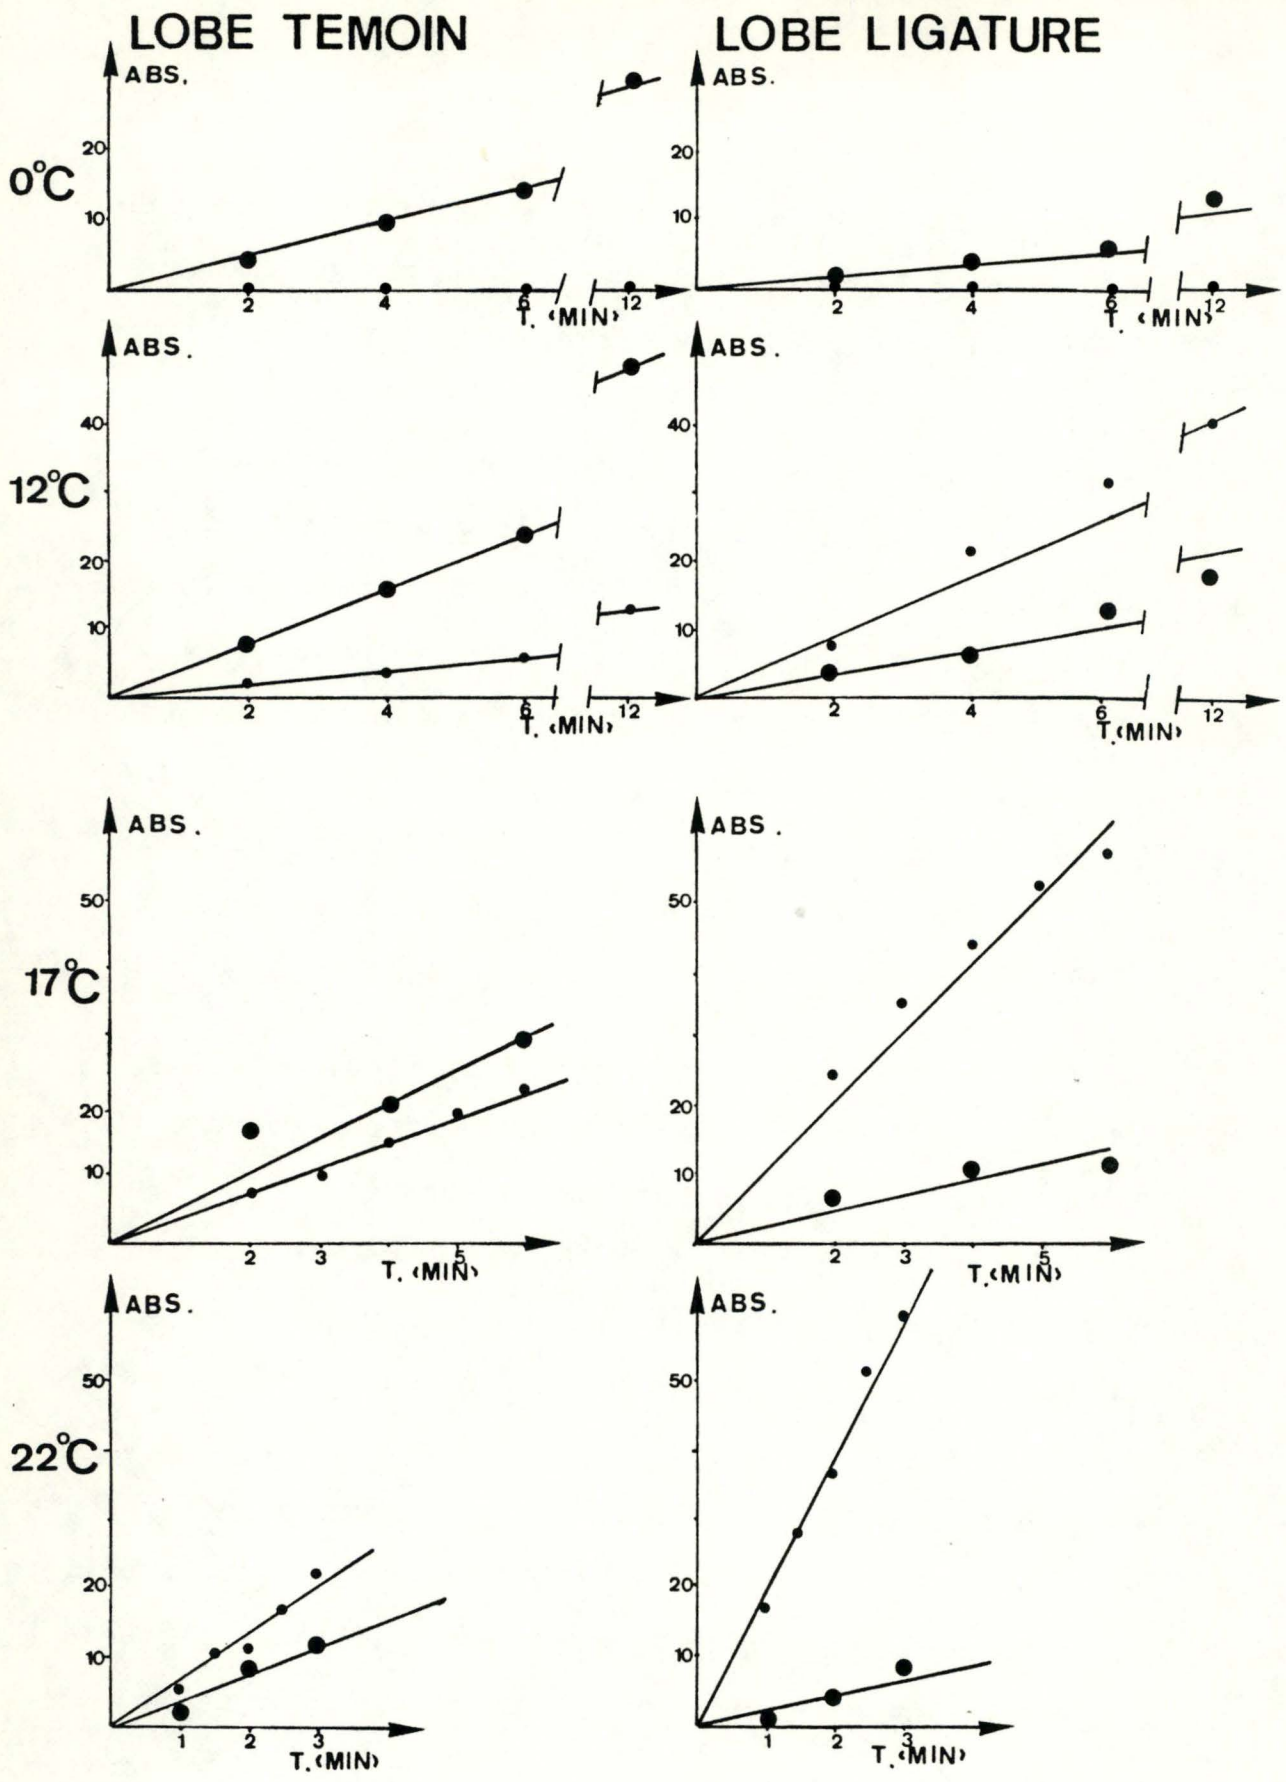 LOBE TEMOIN LOBE LIGATURE
ABS. ABS.
20 20
0°C
10 10
2 4 6 12 2 4 6 12
T. (MIN) T. (MIN)
ABS. ABS.
40 40
12°C
20 20
10 10
2 4 6 12 2 4 6 12
T. (MIN) T. (MIN)
ABS. ABS.
50 50
17°C
20 20
10 10
2 3 5 2 3 5
T. (MIN) T. (MIN)
ABS. ABS.
50 50
22°C
20 20
10 10
1 2 3 1 2 3
T. (MIN) T. (MIN)